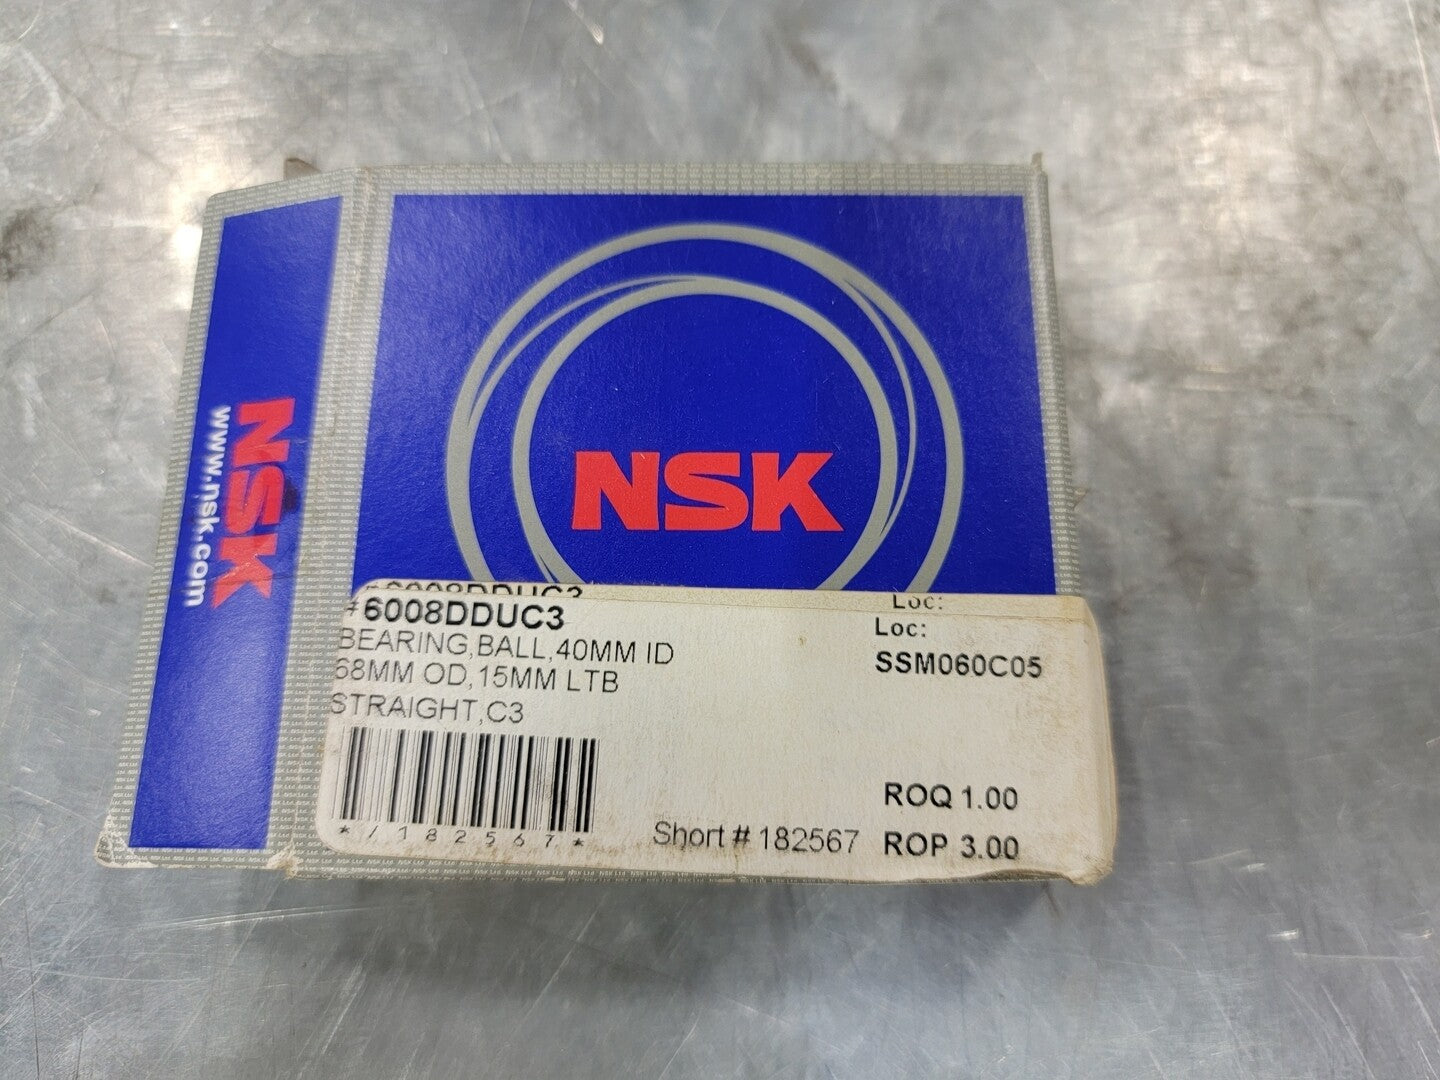 NSK
www.nsk.com
NSK
6008DDUC3
Loc:
#6008DDUC3
BEARING,BALL,40MM ID
68MM OD,15MM LTB
STRAIGHT,C3
Loc:
SSM060C05
*/182567*
Short # 182567
ROQ 1.00
ROP 3.00